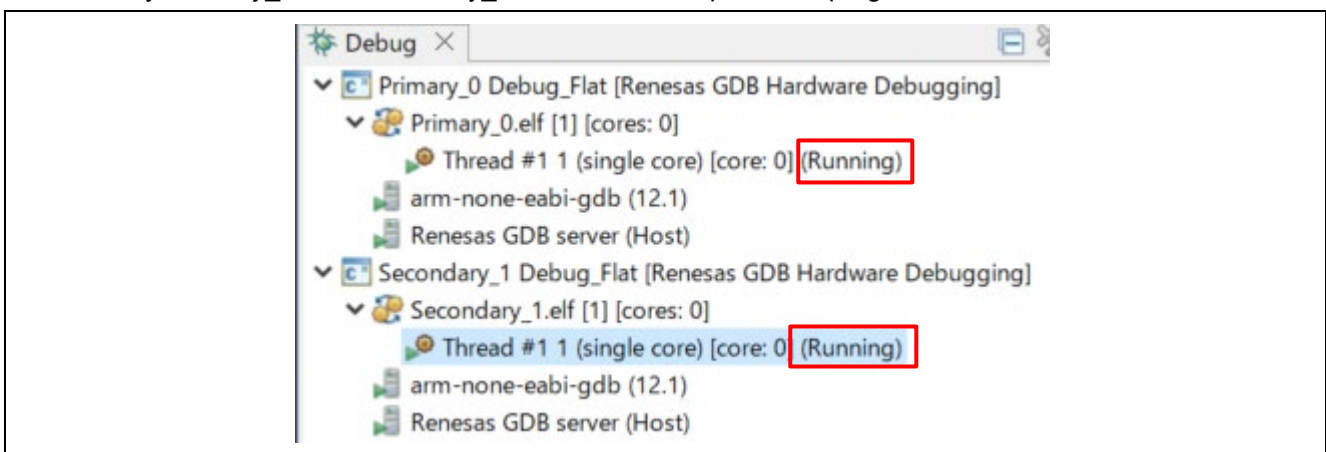 Debug
Primary_0 Debug_Flat [Renesas GDB Hardware Debugging]
Primary_0.elf [1] [cores: 0]
Thread #1 1 (single core) [core: 0] (Running)
arm-none-eabi-gdb (12.1)
Renesas GDB server (Host)
Secondary_1 Debug_Flat [Renesas GDB Hardware Debugging]
Secondary_1.elf [1] [cores: 0]
Thread #1 1 (single core) [core: 0] (Running)
arm-none-eabi-gdb (12.1)
Renesas GDB server (Host)